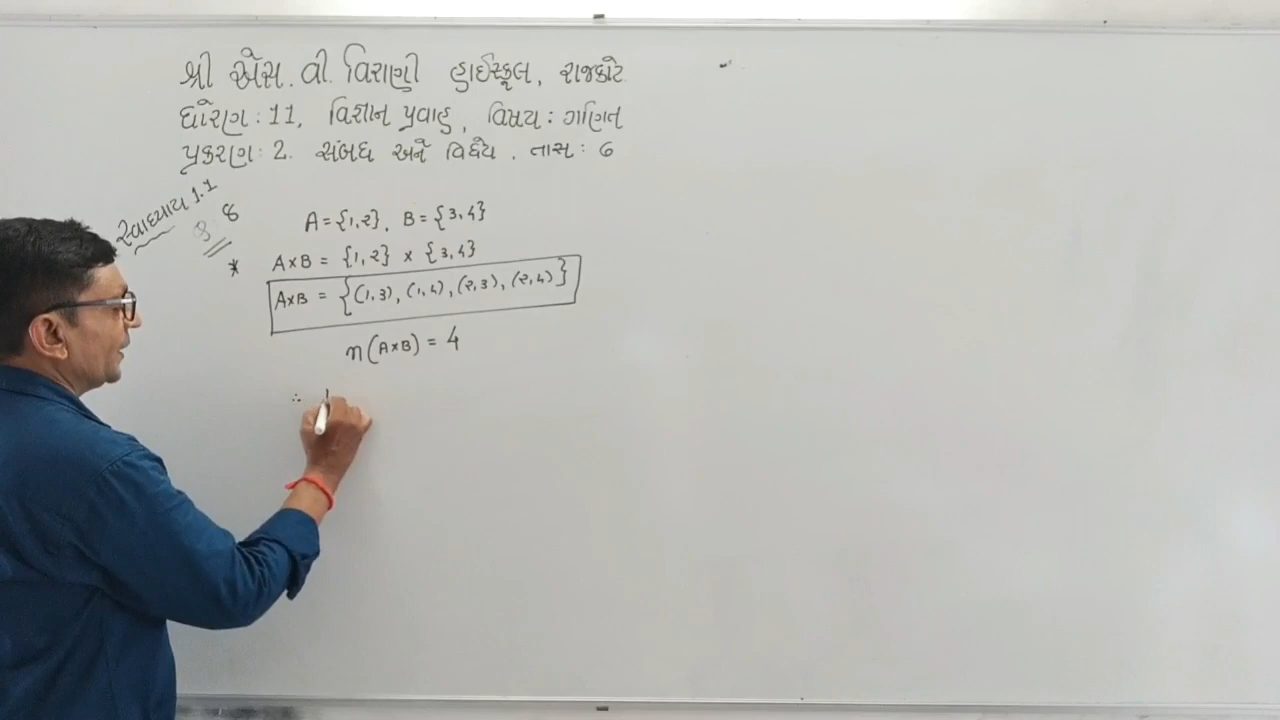 શ્રી એસ. વી. વિરાણી હાઈસ્કૂલ, રાજકોટ
ધોરણ : 11, વિજ્ઞાન પ્રવાહ, વિષય : ગણિત
પ્રકરણ : 2. સંબંધ અને વિધેય . તાસ : ૯
સ્વાધ્યાય 1.1
8
A = {1,2}, B = {3,4}
* A×B = {1,2} × {3,4}
A×B = {(1,3), (1,4), (2,3), (2,4)}
n(A×B) = 4
∴